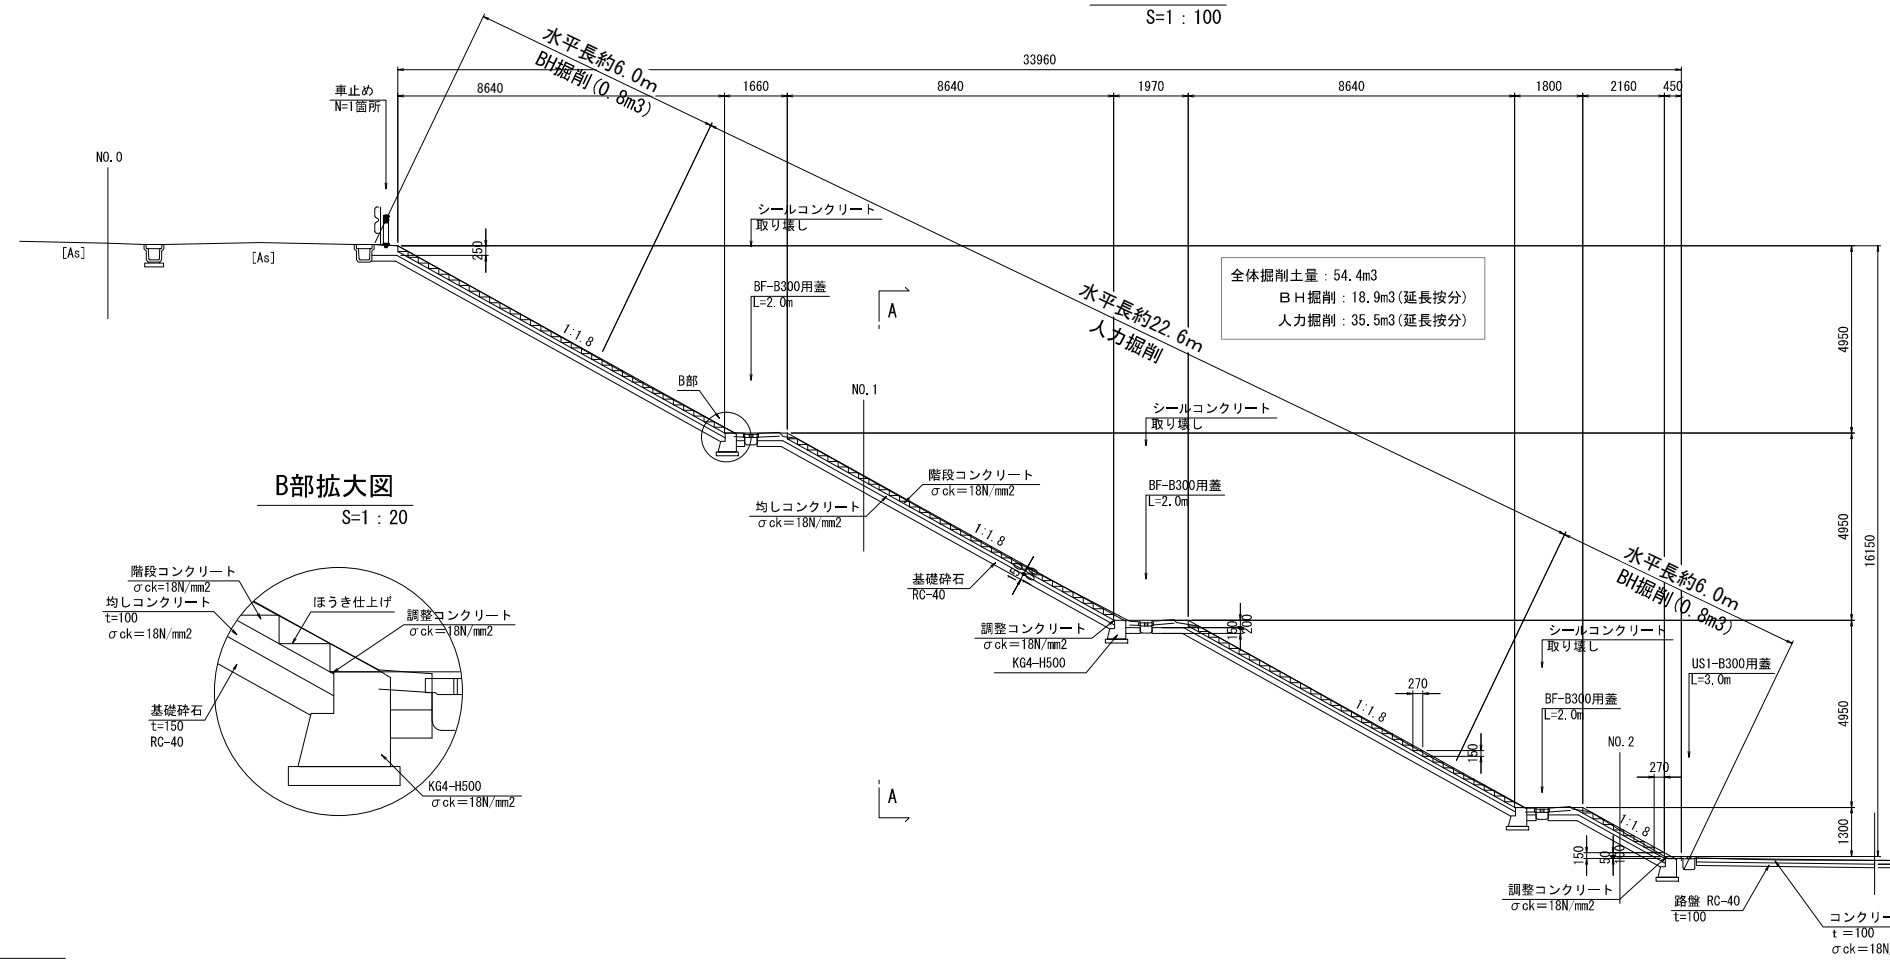 S=1 : 100
水平長約6.0m
BH掘削(0.8m3)
33960
8640
1660
8640
1970
8640
1800
2160
450
車止め
N=1箇所
NO.0
[As]
[As]
250
シールコンクリート
取り壊し
BF-B300用蓋
L=2.0m
A
水平長約22.6m
人力掘削
全体掘削土量：54.4m3
ＢＨ掘削：18.9m3(延長按分)
人力掘削：35.5m3(延長按分)
4950
4950
4950
1300
16150
1:1.8
B部
NO.1
シールコンクリート
取り壊し
BF-B300用蓋
L=2.0m
階段コンクリート
σck＝18N/mm2
均しコンクリート
σck＝18N/mm2
1:1.8
基礎砕石
RC-40
調整コンクリート
σck＝18N/mm2
KG4-H500
150
200
水平長約6.0m
BH掘削(0.8m3)
シールコンクリート
取り壊し
BF-B300用蓋
L=2.0m
US1-B300用蓋
L=3.0m
270
150
1:1.8
NO.2
270
1:1.8
150
50
調整コンクリート
σck＝18N/mm2
路盤 RC-40
t=100
コンクリー
t＝100
σck＝18N/
A
B部拡大図
S=1 : 20
階段コンクリート
σck=18N/mm2
均しコンクリート
t=100
σck＝18N/mm2
ほうき仕上げ
調整コンクリート
σck＝18N/mm2
基礎砕石
t=150
RC-40
KG4-H500
σck＝18N/mm2